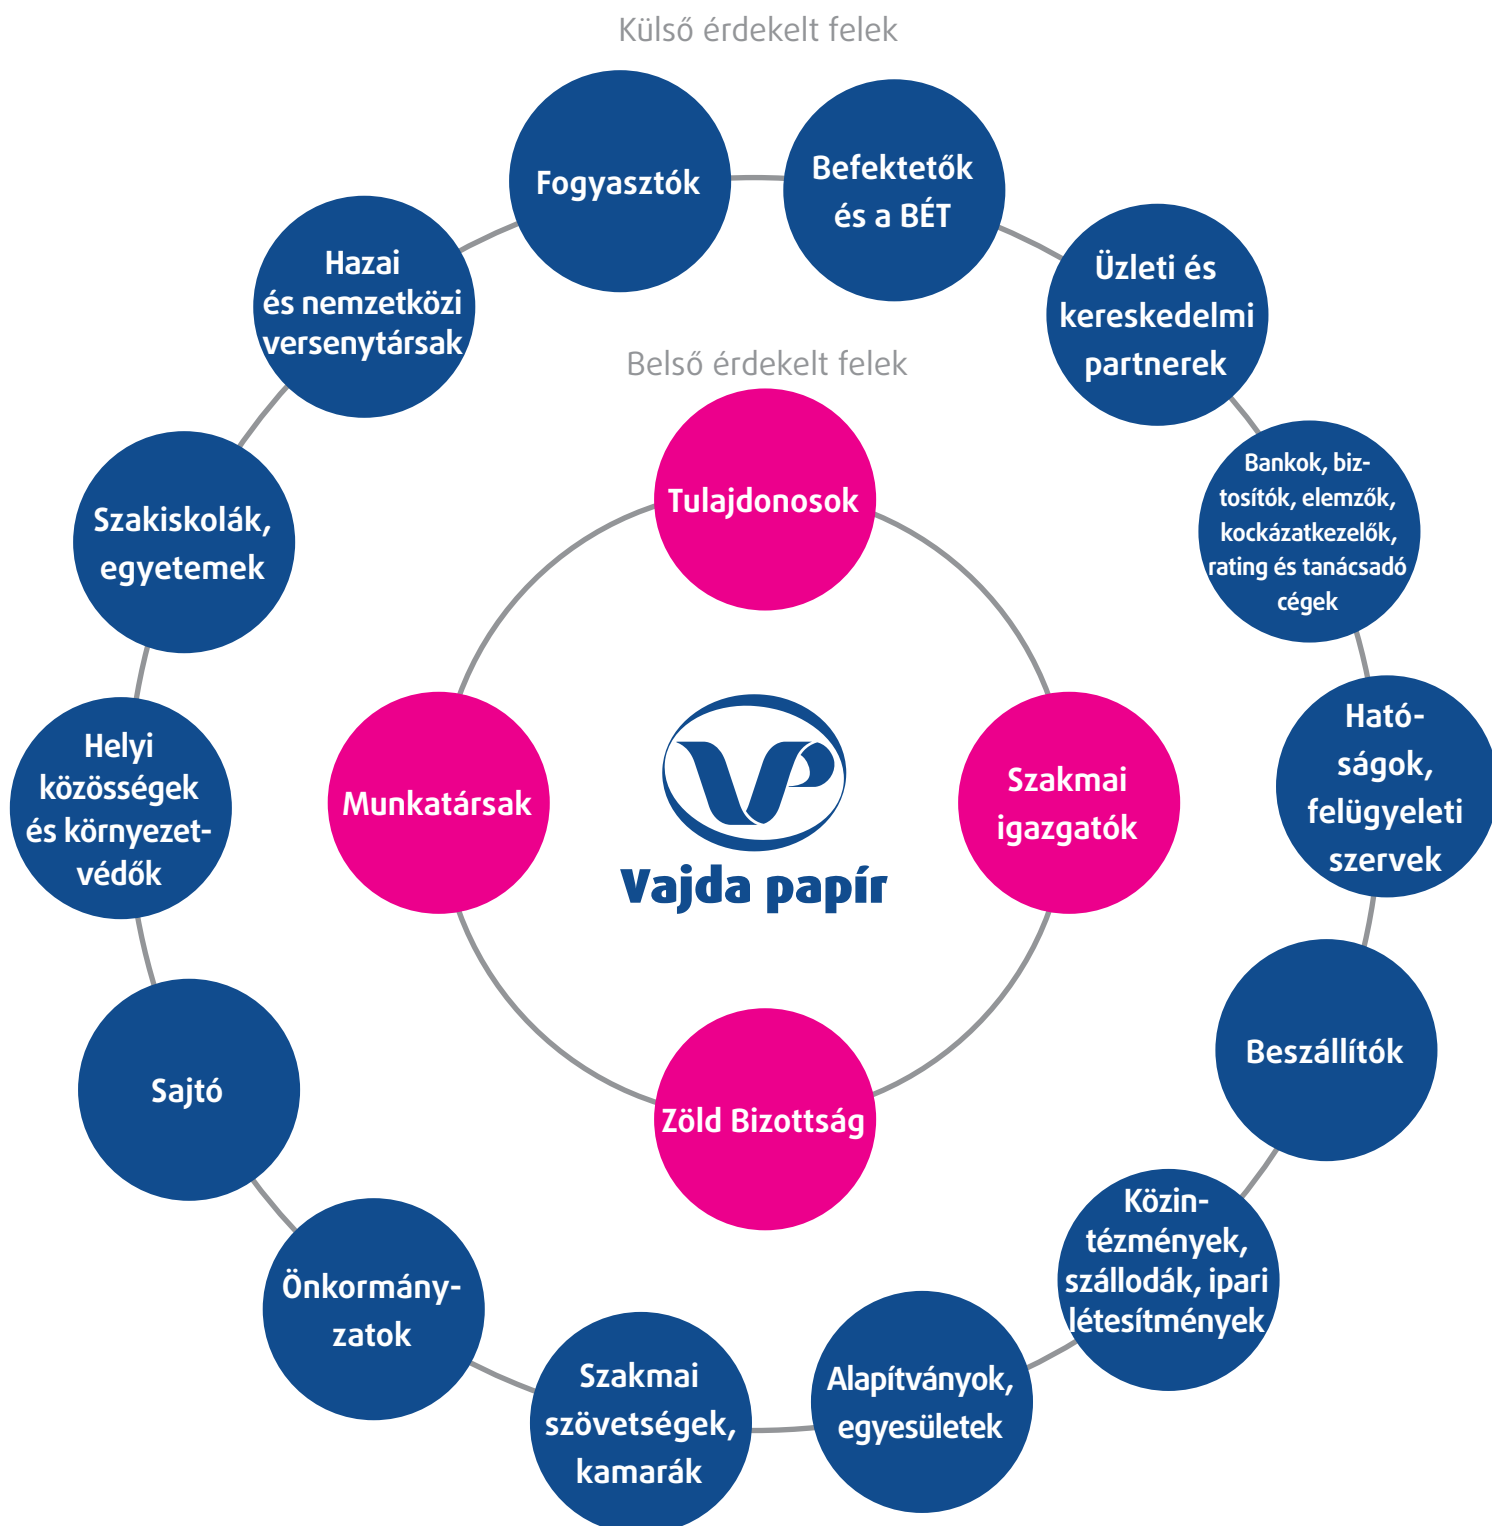 Külső érdekelt felek
Fogyasztók
Befektetők
és a BÉT
Üzleti és
kereskedelmi
partnerek
Bankok, biz-
tosítók, elemzők,
kockázatkezelők,
rating és tanácsadó
cégek
Ható-
ságok,
felügyeleti
szervek
Beszállítók
Közin-
tézmények,
szállodák, ipari
létesítmények
Alapítványok,
egyesületek
Szakmai
szövetségek,
kamarák
Önkormány-
zatok
Sajtó
Helyi
közösségek
és környezet-
védők
Szakiskolák,
egyetemek
Hazai
és nemzetközi
versenytársak
Belső érdekelt felek
Tulajdonosok
Szakmai
igazgatók
Zöld Bizottság
Munkatársak
VP
Vajda papír